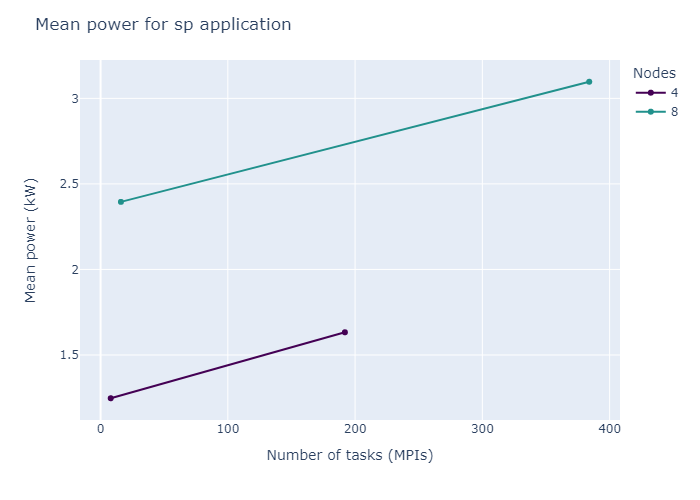 Mean power for sp application
Nodes
4
8
3
2.5
2
1.5
Mean power (kW)
0
100
200
300
400
Number of tasks (MPIs)